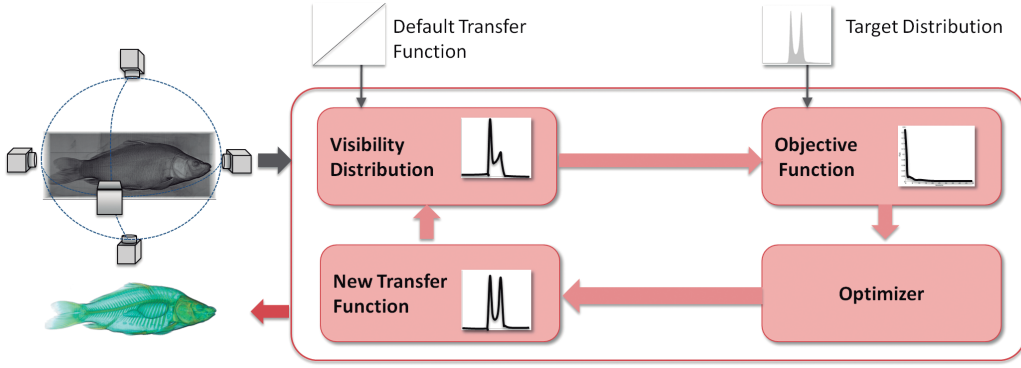 Default Transfer
Function
Target Distribution
Visibility
Distribution
Objective
Function
New Transfer
Function
Optimizer